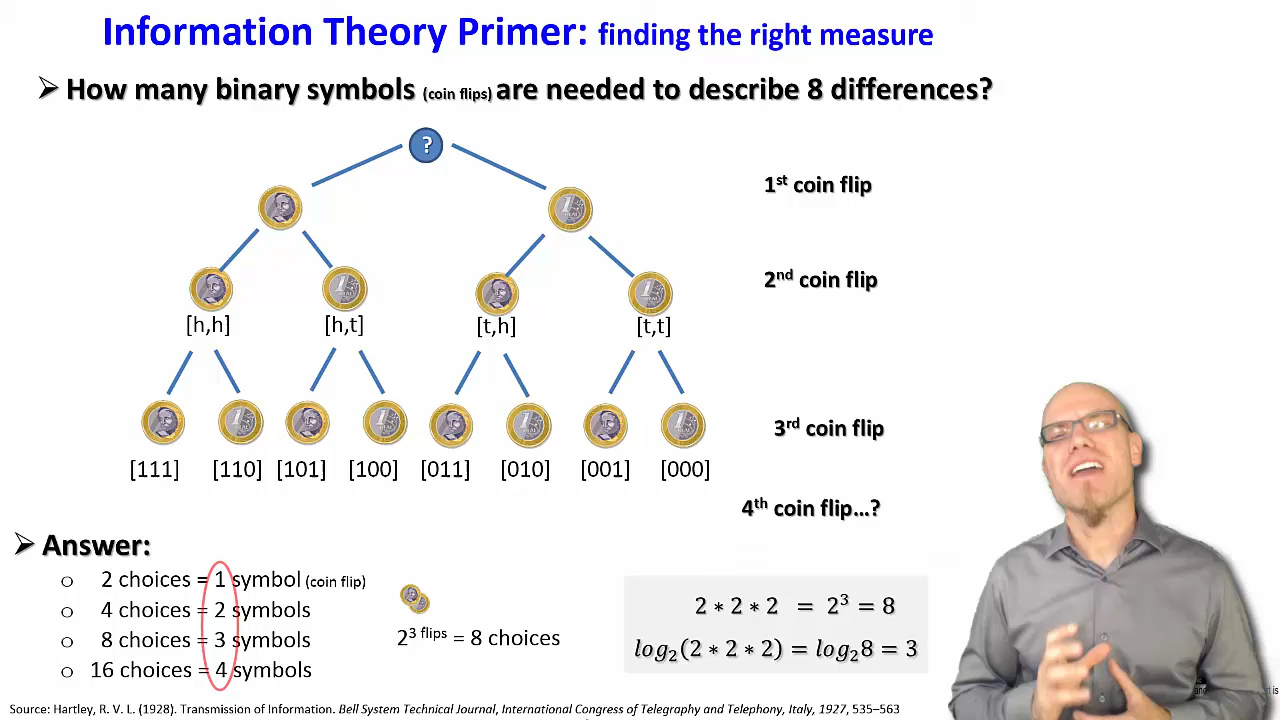 Information Theory Primer: finding the right measure
➢ How many binary symbols (coin flips) are needed to describe 8 differences?
?
1st coin flip
2nd coin flip
[h,h] [h,t] [t,h] [t,t]
3rd coin flip
[111] [110] [101] [100] [011] [010] [001] [000]
4th coin flip…?
➢ Answer:
o 2 choices = 1 symbol (coin flip)
o 4 choices = 2 symbols
o 8 choices = 3 symbols
o 16 choices = 4 symbols
2^3 flips = 8 choices
2 ∗ 2 ∗ 2 = 2^3 = 8
log₂(2 ∗ 2 ∗ 2) = log₂8 = 3
Source: Hartley, R. V. L. (1928). Transmission of Information. Bell System Technical Journal, International Congress of Telegraphy and Telephony, Italy, 1927, 535–563